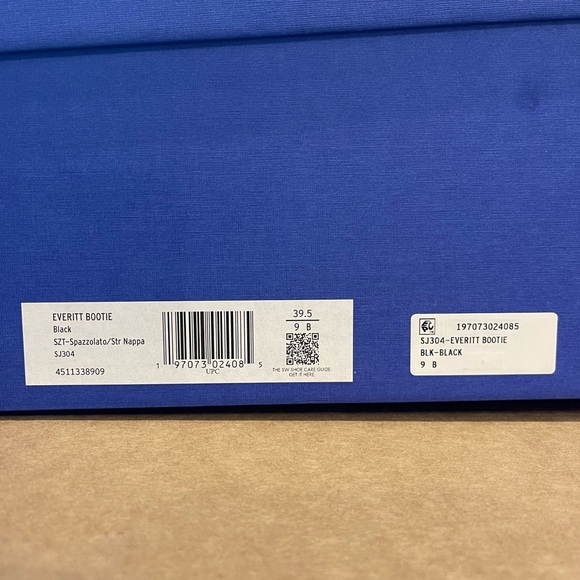 EVERITT BOOTIE
Black
SZT-Spazzolato/Str Nappa
SJ304
4511338909
1 97073 02408 5
UPC
39.5
9 B
THE SW SHOE CARE GUIDE.
GET IT HERE.
197073024085
SJ304-EVERITT BOOTIE
BLK-BLACK
9 B